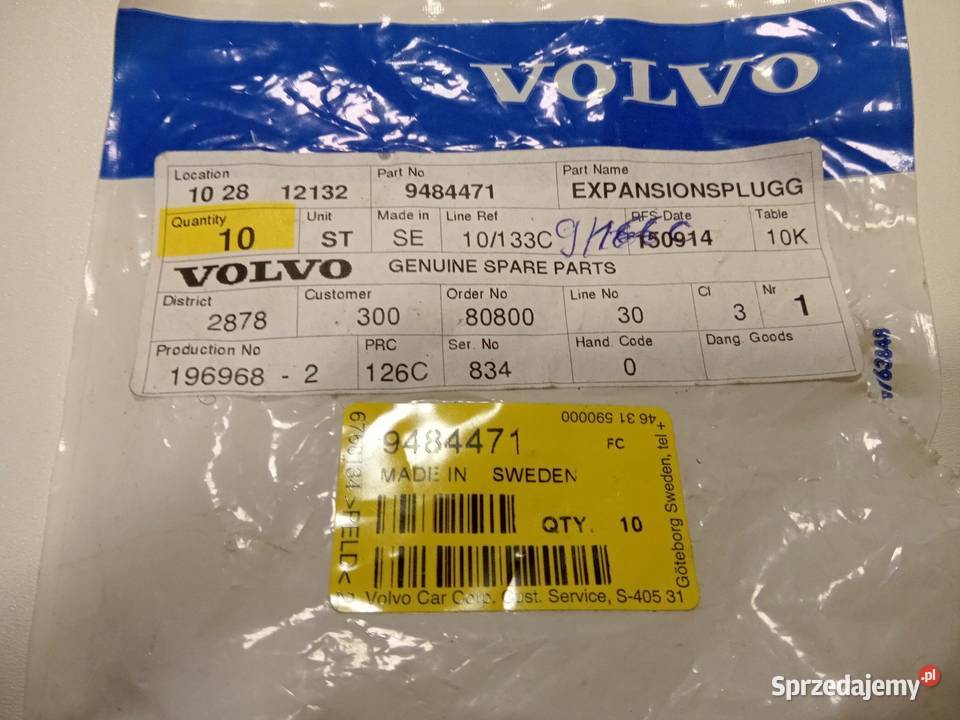 VOLVO
Location Part No Part Name
10 28 12132 9484471 EXPANSIONSPLUGG
Quantity Unit Made in Line Ref RFS-Date Table
10 ST SE 10/133C 150914 10K
VOLVO GENUINE SPARE PARTS
District Customer Order No Line No Cl Nr
2878 300 80800 30 3 1
Production No PRC Ser. No Hand. Code Dang. Goods
196968 - 2 126C 834 0
46 31 590000
9484471 FC
MADE IN SWEDEN
QTY. 10
Volvo Car Corp. Cust. Service, S-405 31
Göteborg Sweden, tel +
>PELD<
Sprzedajemy.pl